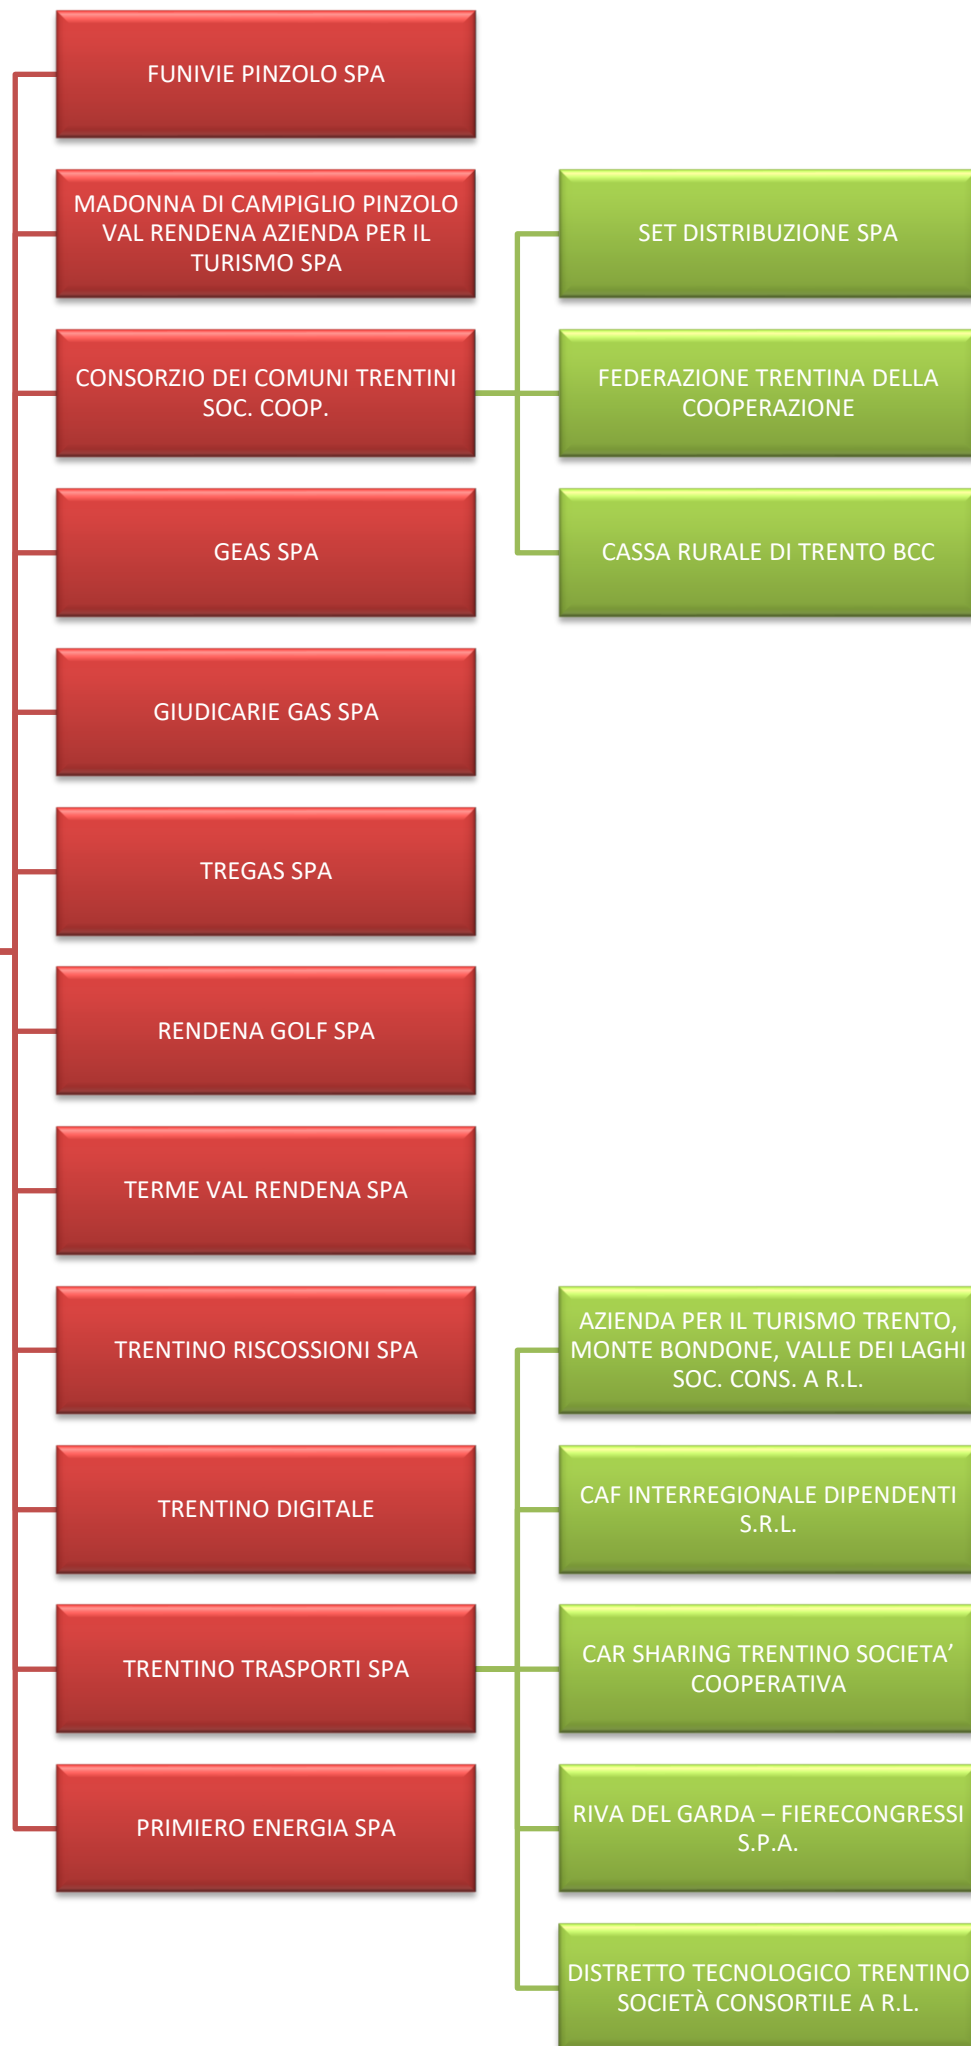 FUNIVIE PINZOLO SPA
MADONNA DI CAMPIGLIO PINZOLO
VAL RENDENA AZIENDA PER IL
TURISMO SPA
SET DISTRIBUZIONE SPA
CONSORZIO DEI COMUNI TRENTINI
SOC. COOP.
FEDERAZIONE TRENTINA DELLA
COOPERAZIONE
GEAS SPA
CASSA RURALE DI TRENTO BCC
GIUDICARIE GAS SPA
TREGAS SPA
RENDENA GOLF SPA
TERME VAL RENDENA SPA
TRENTINO RISCOSSIONI SPA
AZIENDA PER IL TURISMO TRENTO,
MONTE BONDONE, VALLE DEI LAGHI
SOC. CONS. A R.L.
TRENTINO DIGITALE
CAF INTERREGIONALE DIPENDENTI
S.R.L.
TRENTINO TRASPORTI SPA
CAR SHARING TRENTINO SOCIETA’
COOPERATIVA
PRIMIERO ENERGIA SPA
RIVA DEL GARDA – FIERECONGRESSI
S.P.A.
DISTRETTO TECNOLOGICO TRENTINO
SOCIETÀ CONSORTILE A R.L.